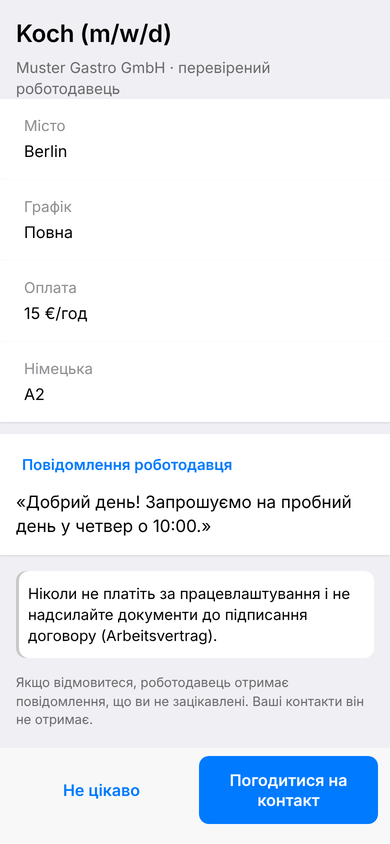 Koch (m/w/d)
Muster Gastro GmbH · перевірений
роботодавець
Місто
Berlin
Графік
Повна
Оплата
15 €/год
Німецька
A2
Повідомлення роботодавця
«Добрий день! Запрошуємо на пробний
день у четвер о 10:00.»
Ніколи не платіть за працевлаштування і не
надсилайте документи до підписання
договору (Arbeitsvertrag).
Якщо відмовитеся, роботодавець отримає
повідомлення, що ви не зацікавлені. Ваші контакти він
не отримає.
Не цікаво
Погодитися на
контакт